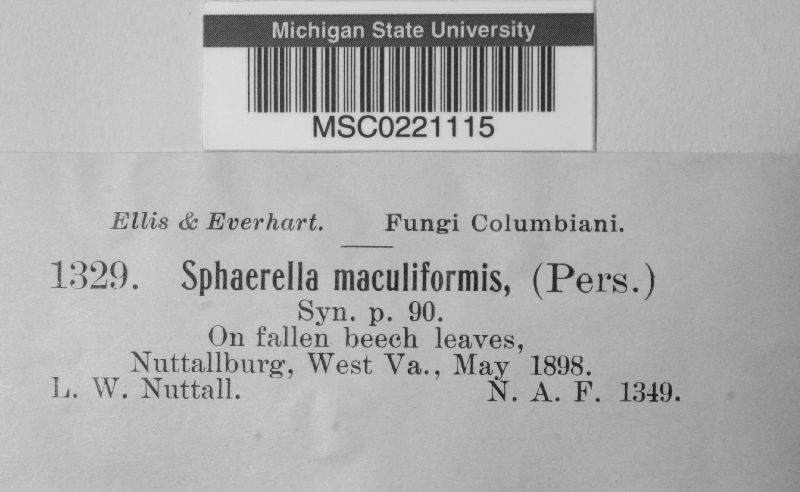 Michigan State University
MSC0221115
Ellis & Everhart. Fungi Columbiani.
1329. Sphaerella maculiformis, (Pers.)
Syn. p. 90.
On fallen beech leaves,
Nuttallburg, West Va., May 1898.
L. W. Nuttall. N. A. F. 1349.